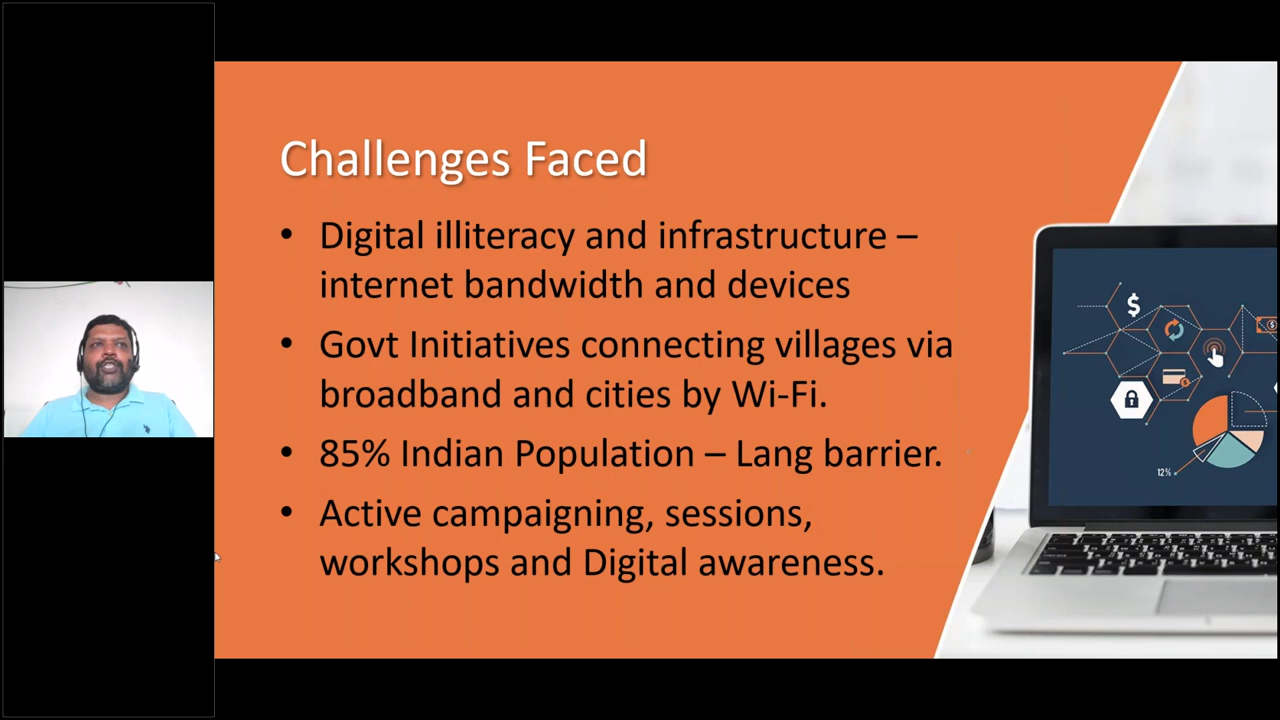 Challenges Faced
• Digital illiteracy and infrastructure –
internet bandwidth and devices
• Govt Initiatives connecting villages via
broadband and cities by Wi-Fi.
• 85% Indian Population – Lang barrier.
• Active campaigning, sessions,
workshops and Digital awareness.
$
$
12%